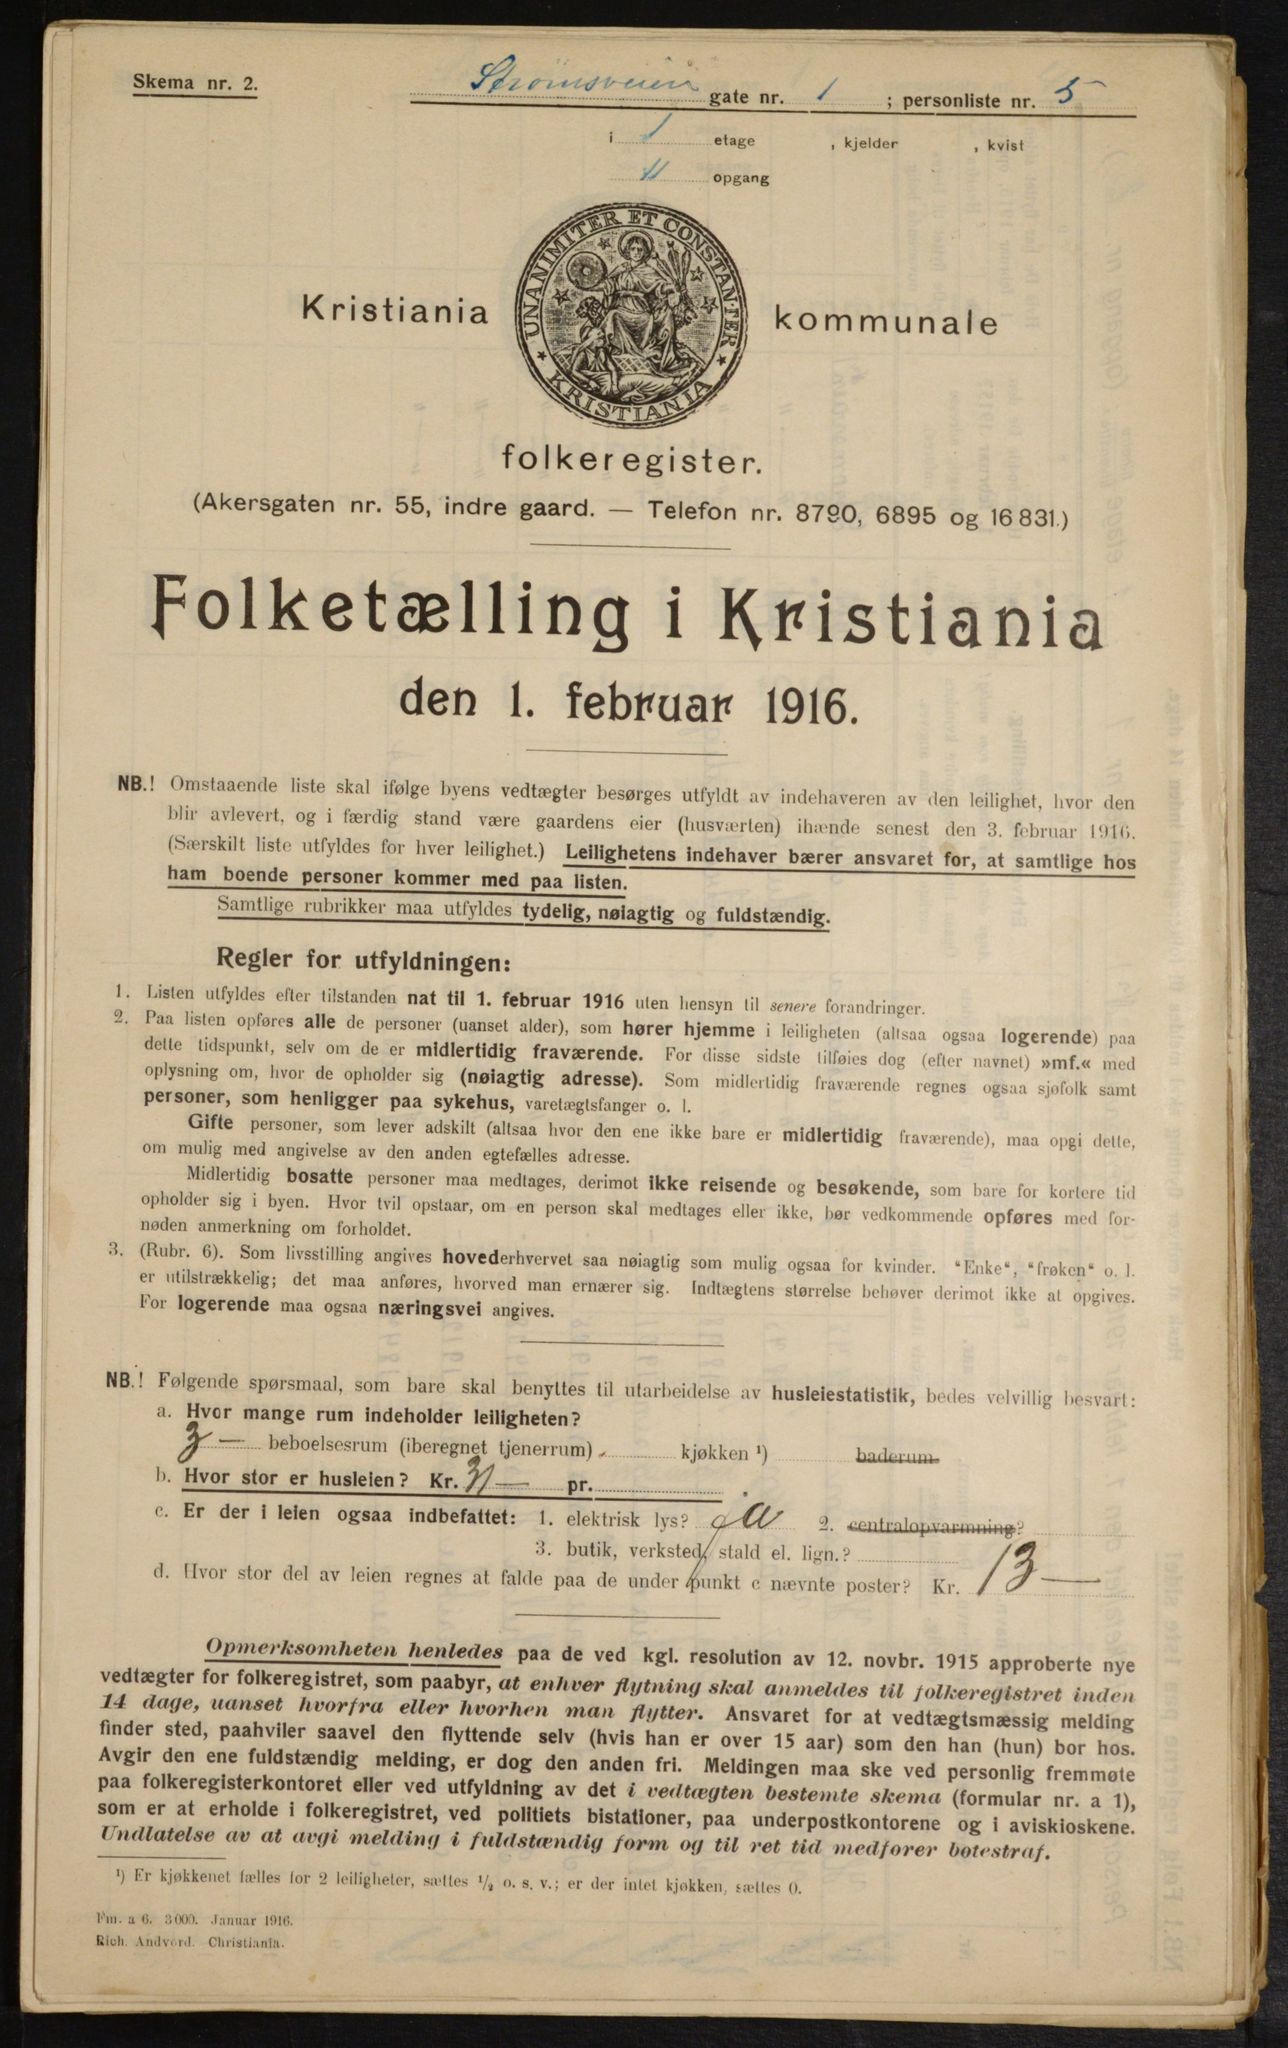 Skema nr. 2.
Strømsveien gate nr. 1 ; personliste nr. 5
i 1 etage , kjelder , kvist
11 opgang
UNANIMITER ET CONSTANTER
KRISTIANIA
Kristiania kommunale
folkeregister.
(Akersgaten nr. 55, indre gaard. — Telefon nr. 8790, 6895 og 16 831.)
Folketælling i Kristiania
den 1. februar 1916.
NB.! Omstaaende liste skal ifølge byens vedtægter besørges utfyldt av indehaveren av den leilighet, hvor den
blir avlevert, og i færdig stand være gaardens eier (husværten) ihænde senest den 3. februar 1916.
(Særskilt liste utfyldes for hver leilighet.) Leilighetens indehaver bærer ansvaret for, at samtlige hos
ham boende personer kommer med paa listen.
Samtlige rubrikker maa utfyldes tydelig, nøiagtig og fuldstændig.
Regler for utfyldningen:
1. Listen utfyldes efter tilstanden nat til 1. februar 1916 uten hensyn til senere forandringer.
2. Paa listen opføres alle de personer (uanset alder), som hører hjemme i leiligheten (altsaa ogsaa logerende) paa
dette tidspunkt, selv om de er midlertidig fraværende. For disse sidste tilføies dog (efter navnet) »mf.« med
oplysning om, hvor de opholder sig (nøiagtig adresse). Som midlertidig fraværende regnes ogsaa sjøfolk samt
personer, som henligger paa sykehus, varetægtsfanger o. l.
Gifte personer, som lever adskilt (altsaa hvor den ene ikke bare er midlertidig fraværende), maa opgi dette,
om mulig med angivelse av den anden egtefælles adresse.
Midlertidig bosatte personer maa medtages, derimot ikke reisende og besøkende, som bare for kortere tid
opholder sig i byen. Hvor tvil opstaar, om en person skal medtages eller ikke, bør vedkommende opføres med for-
nøden anmerkning om forholdet.
3. (Rubr. 6). Som livsstilling angives hovederhvervet saa nøiagtig som mulig ogsaa for kvinder. "Enke", "frøken" o. l.
er utilstrækkelig; det maa anføres, hvorved man ernærer sig. Indtægtens størrelse behøver derimot ikke at opgives.
For logerende maa ogsaa næringsvei angives.
NB.! Følgende spørsmaal, som bare skal benyttes til utarbeidelse av husleiestatistik, bedes velvillig besvart:
a. Hvor mange rum indeholder leiligheten?
3 — beboelsesrum (iberegnet tjenerrum) kjøkken ¹) baderum
b. Hvor stor er husleien? Kr. 31 — pr.
c. Er der i leien ogsaa indbefattet: 1. elektrisk lys? ja 2. centralopvarmning?
3. butik, verksted, stald el. lign.?
d. Hvor stor del av leien regnes at falde paa de under punkt c nævnte poster? Kr. 13 —
Opmerksomheten henledes paa de ved kgl. resolution av 12. novbr. 1915 approberte nye
vedtægter for folkeregistret, som paabyr, at enhver flytning skal anmeldes til folkeregistret inden
14 dage, uanset hvorfra eller hvorhen man flytter. Ansvaret for at vedtægtsmæssig melding
finder sted, paahviler saavel den flyttende selv (hvis han er over 15 aar) som den han (hun) bor hos.
Avgir den ene fuldstændig melding, er dog den anden fri. Meldingen maa ske ved personlig fremmøte
paa folkeregisterkontoret eller ved utfyldning av det i vedtægten bestemte skema (formular nr. a 1),
som er at erholde i folkeregistret, ved politiets bistationer, paa underpostkontorene og i aviskioskene.
Undlatelse av at avgi melding i fuldstændig form og til ret tid medfører bøtestraf.
¹) Er kjøkkenet fælles for 2 leiligheter, sættes ½ o. s. v.; er der intet kjøkken, sættes 0.
Fm. a 6. 3 000. Januar 1916.
Rich. Andvord. Christiania.